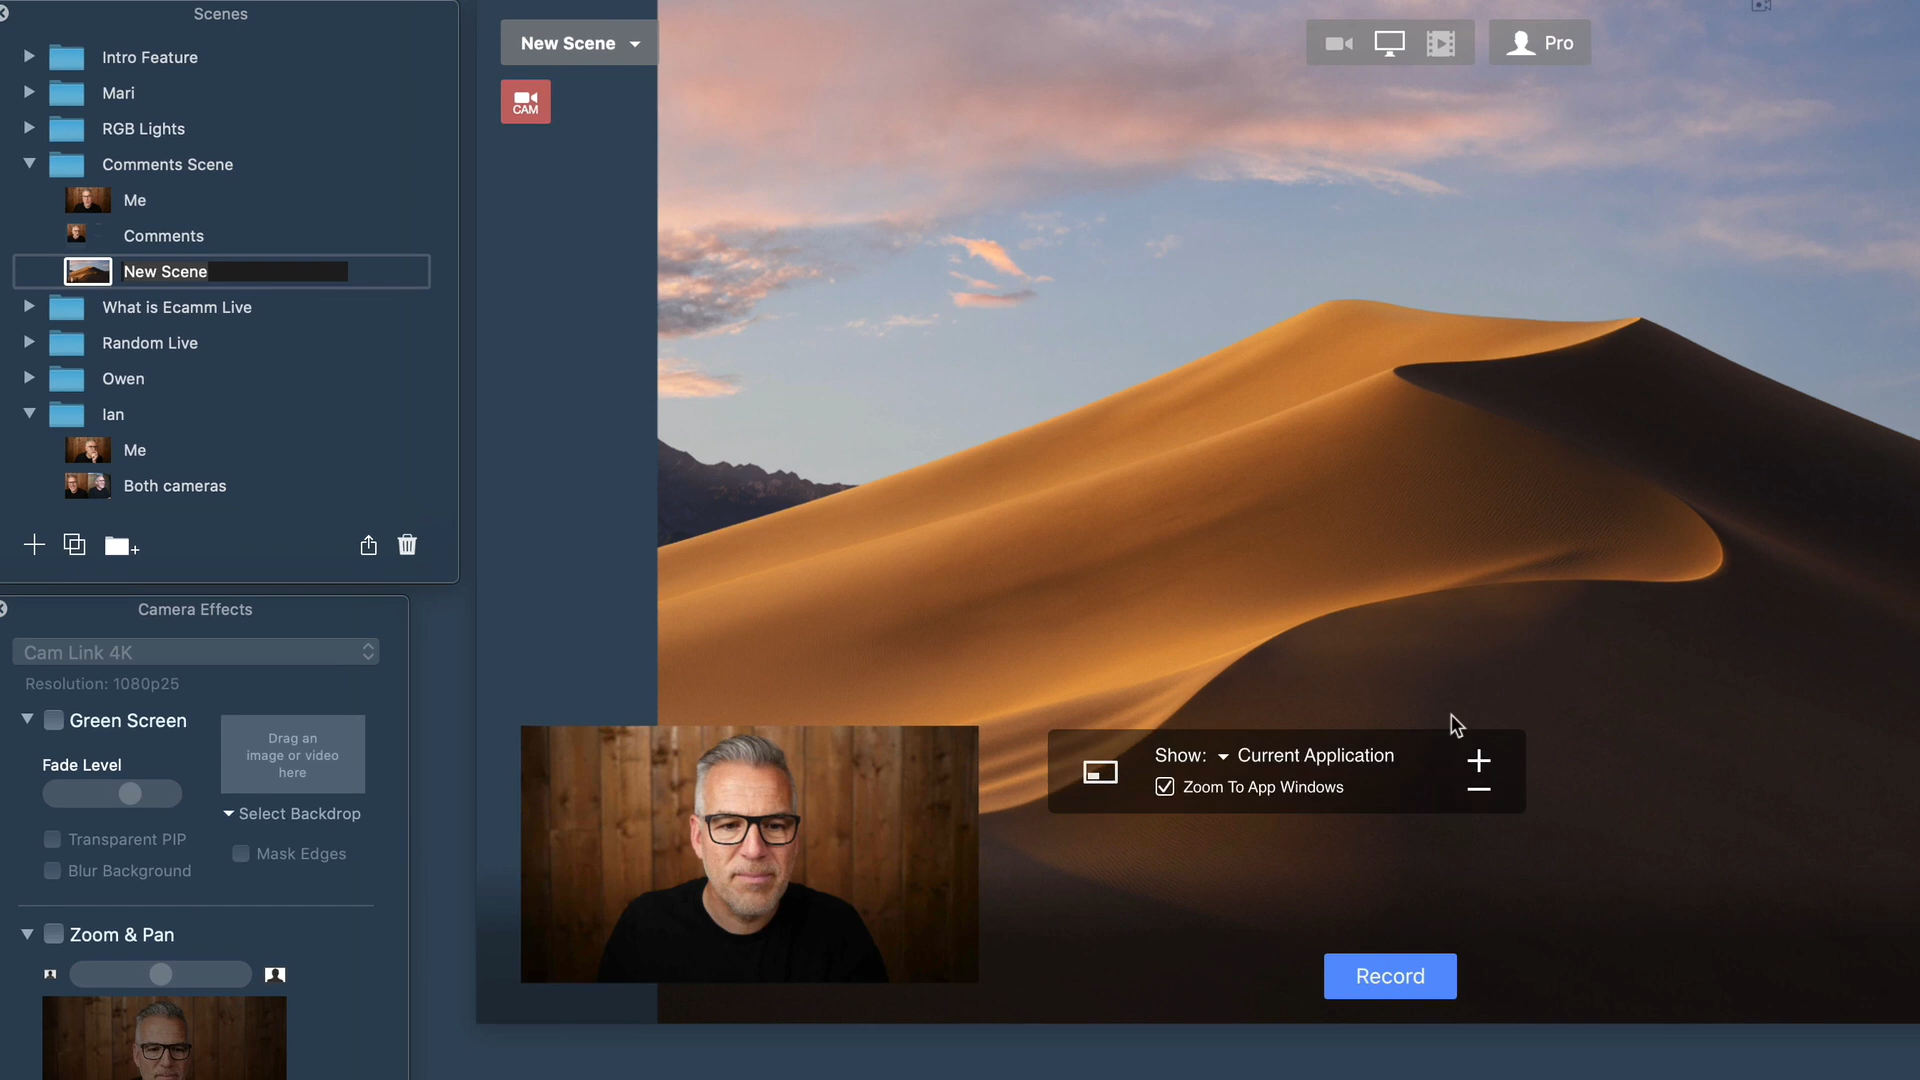 Scenes
Intro Feature
Mari
RGB Lights
Comments Scene
Me
Comments
New Scene
What is Ecamm Live
Random Live
Owen
Ian
Me
Both cameras
Camera Effects
Cam Link 4K
Resolution: 1080p25
Green Screen
Fade Level
Drag an
image or video
here
Select Backdrop
Transparent PIP
Mask Edges
Blur Background
Zoom & Pan
New Scene
CAM
Pro
Show: Current Application
Zoom To App Windows
Record